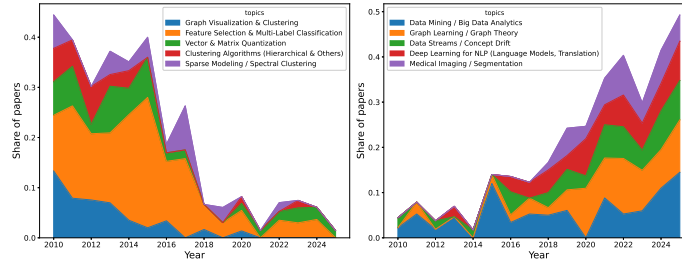 topics
Graph Visualization & Clustering
Feature Selection & Multi-Label Classification
Vector & Matrix Quantization
Clustering Algorithms (Hierarchical & Others)
Sparse Modeling / Spectral Clustering
Share of papers
0.4
0.3
0.2
0.1
0.0
2010
2012
2014
2016
2018
2020
2022
2024
Year
topics
Data Mining / Big Data Analytics
Graph Learning / Graph Theory
Data Streams / Concept Drift
Deep Learning for NLP (Language Models, Translation)
Medical Imaging / Segmentation
Share of papers
0.5
0.4
0.3
0.2
0.1
0.0
2010
2012
2014
2016
2018
2020
2022
2024
Year